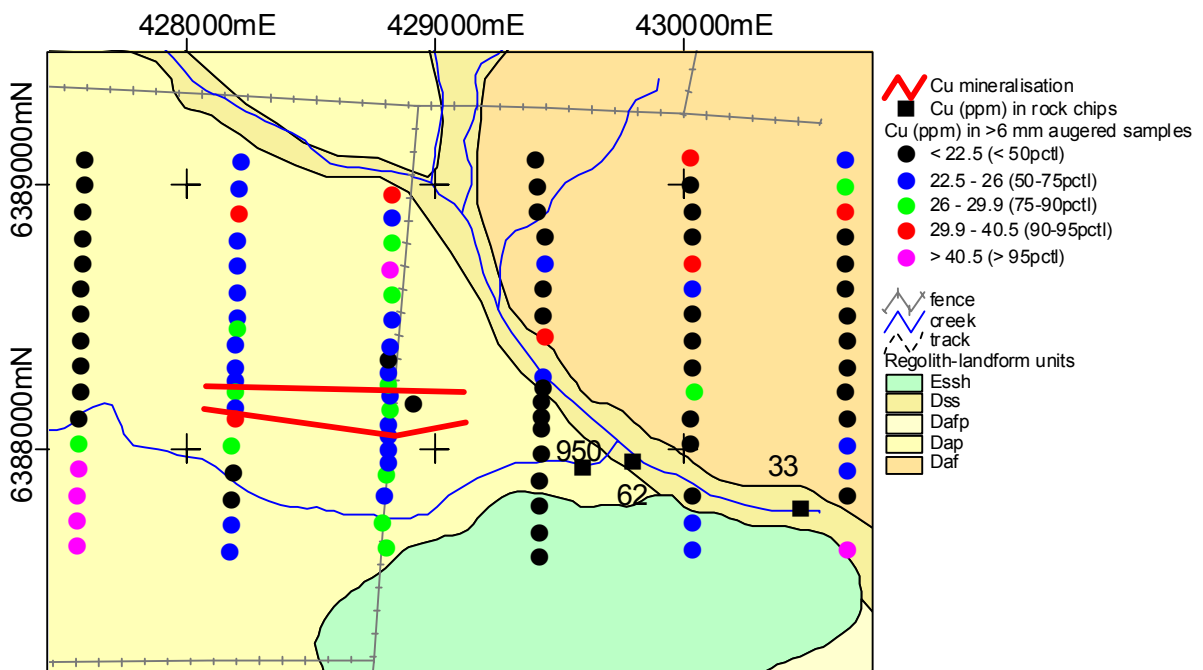 428000mE 429000mE 430000mE
6389000mN
6388000mN
950
62
33
Cu mineralisation
Cu (ppm) in rock chips
Cu (ppm) in >6 mm augered samples
< 22.5 (< 50pctl)
22.5 - 26 (50-75pctl)
26 - 29.9 (75-90pctl)
29.9 - 40.5 (90-95pctl)
> 40.5 (> 95pctl)
fence
creek
track
Regolith-landform units
Essh
Dss
Dafp
Dap
Daf